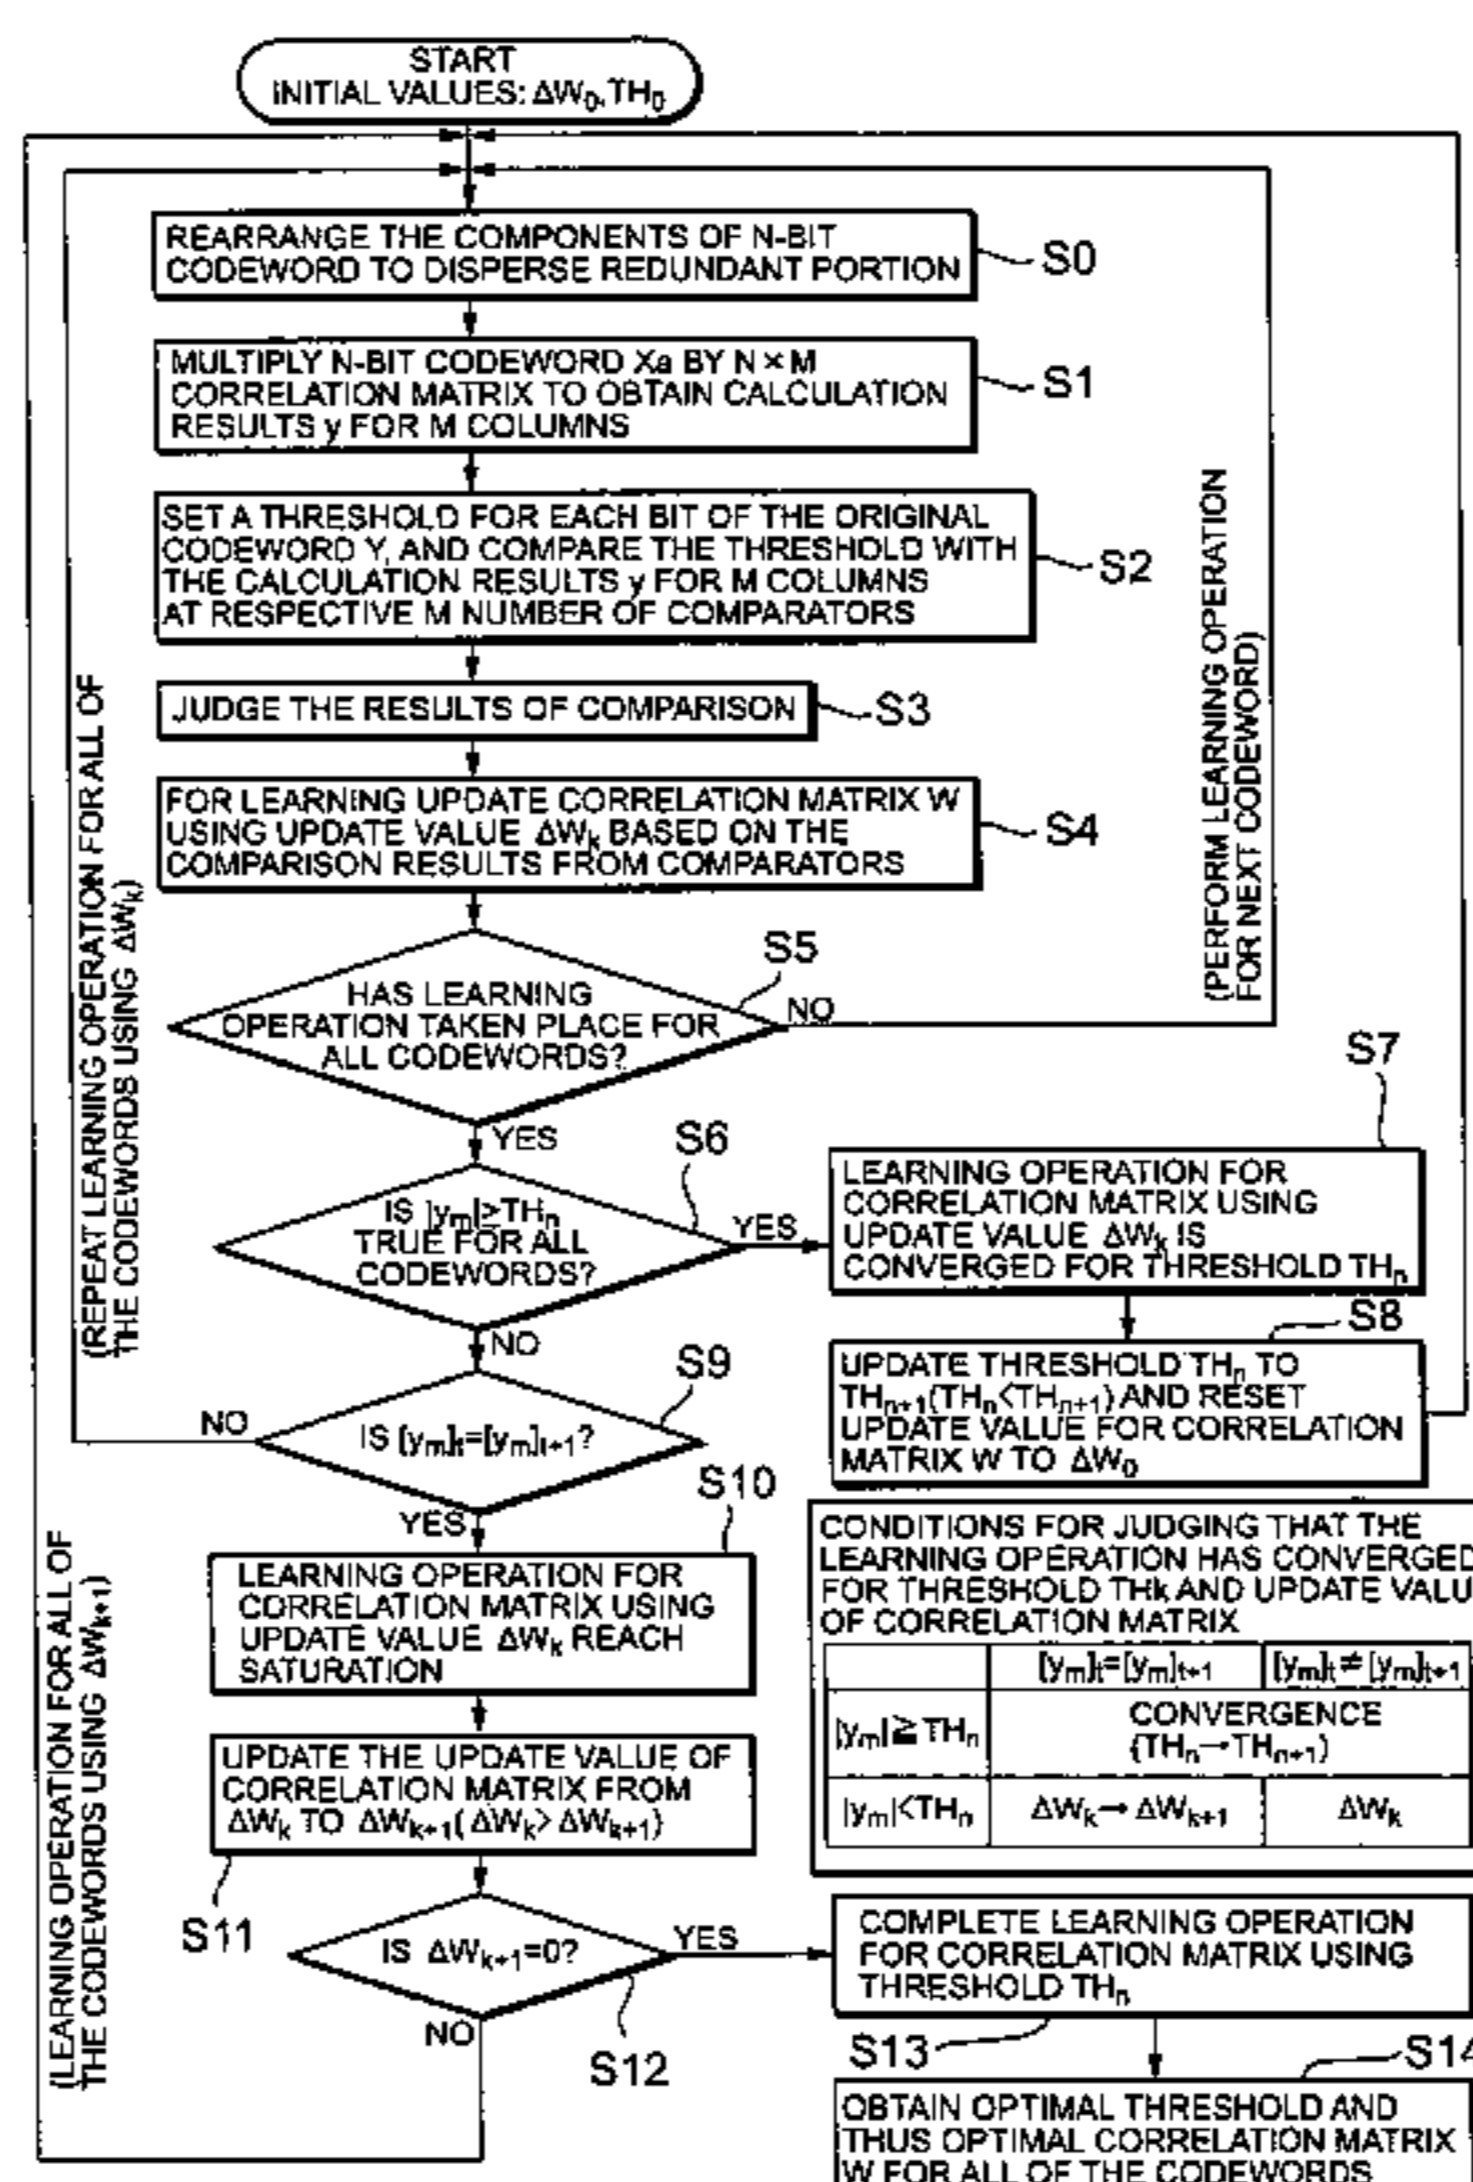 START
INITIAL VALUES: ΔW0, TH0
REARRANGE THE COMPONENTS OF N-BIT
CODEWORD TO DISPERSE REDUNDANT PORTION
S0
MULTIPLY N-BIT CODEWORD Xa BY N × M
CORRELATION MATRIX TO OBTAIN CALCULATION
RESULTS y FOR M COLUMNS
S1
SET A THRESHOLD FOR EACH BIT OF THE ORIGINAL
CODEWORD Y, AND COMPARE THE THRESHOLD WITH
THE CALCULATION RESULTS y FOR M COLUMNS
AT RESPECTIVE M NUMBER OF COMPARATORS
S2
JUDGE THE RESULTS OF COMPARISON
S3
FOR LEARNING UPDATE CORRELATION MATRIX W
USING UPDATE VALUE ΔWk BASED ON THE
COMPARISON RESULTS FROM COMPARATORS
S4
(REPEAT LEARNING OPERATION FOR ALL OF
THE CODEWORDS USING ΔWk)
(PERFORM LEARNING OPERATION
FOR NEXT CODEWORD)
S5
HAS LEARNING
OPERATION TAKEN PLACE FOR
ALL CODEWORDS?
NO
YES
S6
IS |ym|≥THn
TRUE FOR ALL
CODEWORDS?
YES
NO
S7
LEARNING OPERATION FOR
CORRELATION MATRIX USING
UPDATE VALUE ΔWk IS
CONVERGED FOR THRESHOLD THn
S8
UPDATE THRESHOLD THn TO
THn+1(THn<THn+1) AND RESET
UPDATE VALUE FOR CORRELATION
MATRIX W TO ΔW0
S9
IS [ym]t=[ym]t+1?
NO
YES
S10
LEARNING OPERATION FOR
CORRELATION MATRIX USING
UPDATE VALUE ΔWk REACH
SATURATION
UPDATE THE UPDATE VALUE OF
CORRELATION MATRIX FROM
ΔWk TO ΔWk+1(ΔWk>ΔWk+1)
S11
(LEARNING OPERATION FOR ALL OF
THE CODEWORDS USING ΔWk+1)
CONDITIONS FOR JUDGING THAT THE
LEARNING OPERATION HAS CONVERGED
FOR THRESHOLD THk AND UPDATE VALU
OF CORRELATION MATRIX
[ym]t=[ym]t+1 [ym]t≠[ym]t+1
|ym|≧THn CONVERGENCE
(THn→THn+1)
|ym|<THn ΔWk→ΔWk+1 ΔWk
IS ΔWk+1=0?
YES
NO
S12
COMPLETE LEARNING OPERATION
FOR CORRELATION MATRIX USING
THRESHOLD THn
S13
S14
OBTAIN OPTIMAL THRESHOLD AND
THUS OPTIMAL CORRELATION MATRIX
W FOR ALL OF THE CODEWORDS